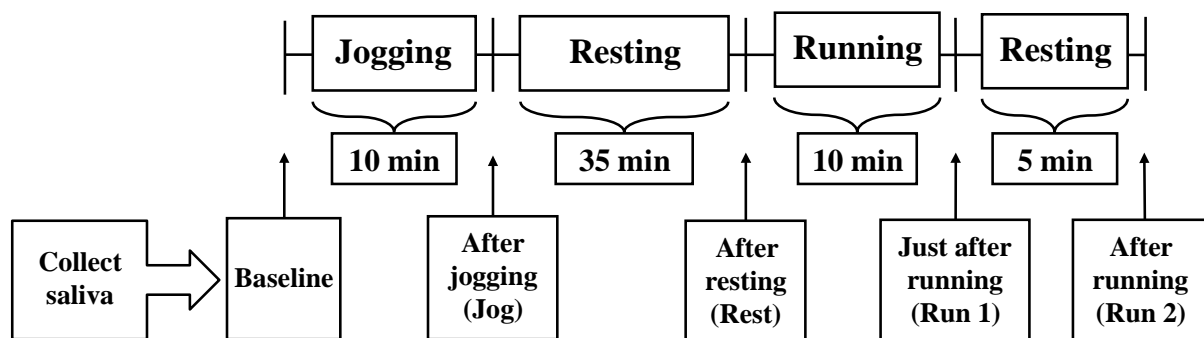 Jogging
Resting
Running
Resting
10 min
35 min
10 min
5 min
Collect
saliva
Baseline
After
jogging
(Jog)
After
resting
(Rest)
Just after
running
(Run 1)
After
running
(Run 2)